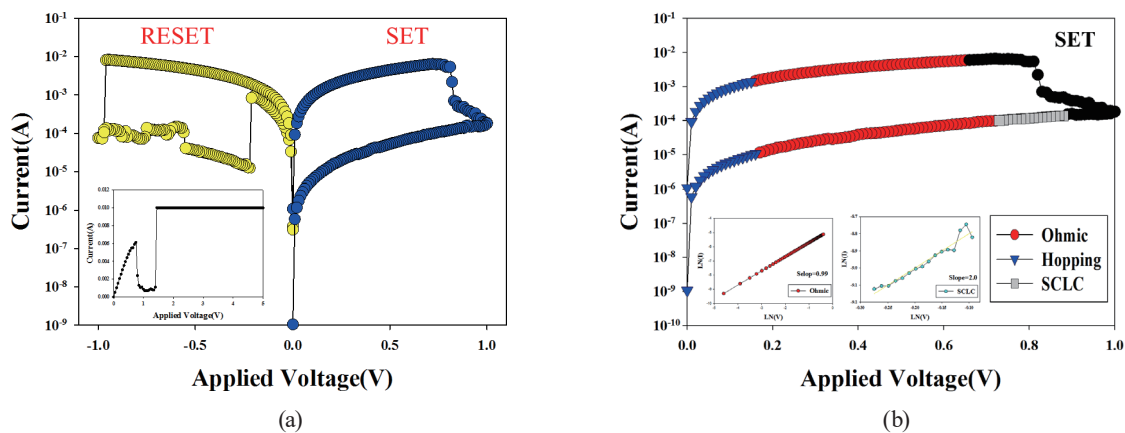 10⁻¹
10⁻²
10⁻³
10⁻⁴
10⁻⁵
10⁻⁶
10⁻⁷
10⁻⁸
10⁻⁹
Current(A)
RESET
SET
0.012
0.010
0.008
0.006
0.004
0.002
0.000
Current(A)
0 1 2 3 4 5 6
Applied Voltage(V)
-1.0 -0.5 0.0 0.5 1.0
Applied Voltage(V)
(a)
10⁻¹
10⁻²
10⁻³
10⁻⁴
10⁻⁵
10⁻⁶
10⁻⁷
10⁻⁸
10⁻⁹
10⁻¹⁰
Current(A)
SET
LN(I)
Selop=0.99
Ohmic
LN(V)
LN(I)
Slope=2.0
SCLC
LN(V)
Ohmic
Hopping
SCLC
0.0 0.2 0.4 0.6 0.8 1.0
Applied Voltage(V)
(b)